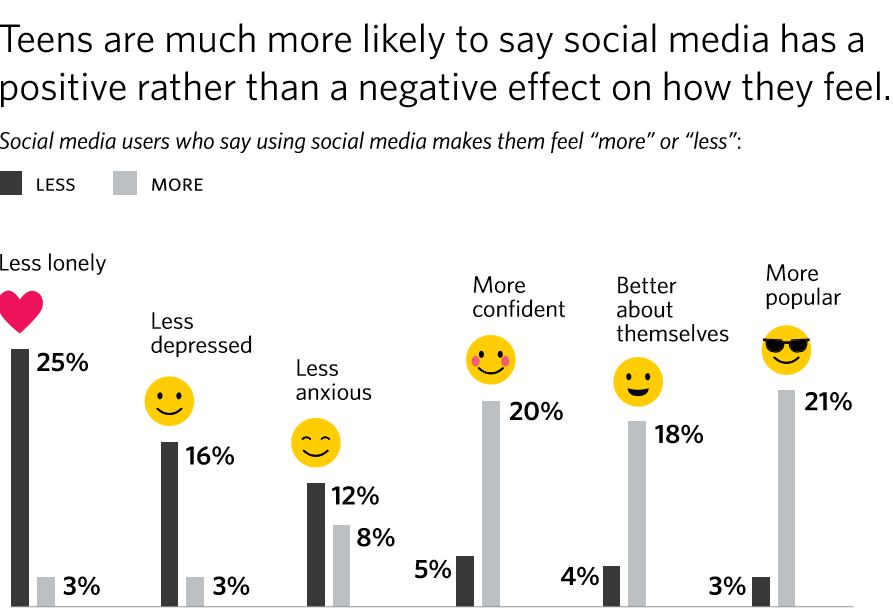 Teens are much more likely to say social media has a
positive rather than a negative effect on how they feel.
Social media users who say using social media makes them feel “more” or “less”:
LESS
MORE
Less lonely
25%
3%
Less
depressed
16%
3%
Less
anxious
12%
8%
More
confident
5%
20%
Better
about
themselves
4%
18%
More
popular
3%
21%